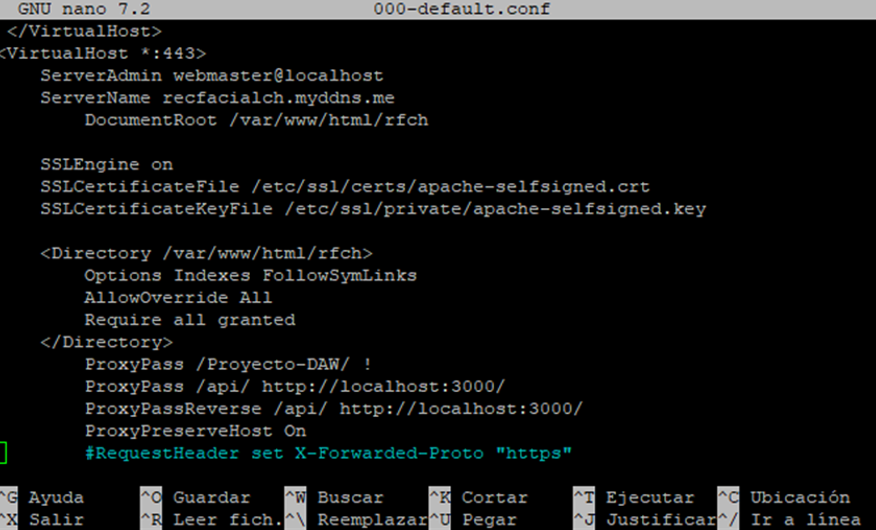 GNU nano 7.2 000-default.conf
</VirtualHost>
<VirtualHost *:443>
ServerAdmin webmaster@localhost
ServerName recfacialch.myddns.me
DocumentRoot /var/www/html/rfch
SSLEngine on
SSLCertificateFile /etc/ssl/certs/apache-selfsigned.crt
SSLCertificateKeyFile /etc/ssl/private/apache-selfsigned.key
<Directory /var/www/html/rfch>
Options Indexes FollowSymLinks
AllowOverride All
Require all granted
</Directory>
ProxyPass /Proyecto-DAW/ !
ProxyPass /api/ http://localhost:3000/
ProxyPassReverse /api/ http://localhost:3000/
ProxyPreserveHost On
#RequestHeader set X-Forwarded-Proto "https"
^G Ayuda ^O Guardar ^W Buscar ^K Cortar ^T Ejecutar ^C Ubicación
^X Salir ^R Leer fich. ^\ Reemplazar ^U Pegar ^J Justificar ^/ Ir a línea